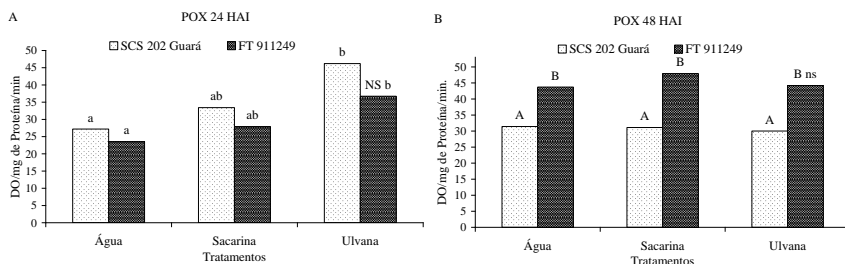 A
POX 24 HAI
SCS 202 Guará FT 911249
DO/mg de Proteína/min
50
45
40
35
30
25
20
15
10
5
0
a a ab ab b NS b
Água Sacarina Ulvana
Tratamentos
B
POX 48 HAI
SCS 202 Guará FT 911249
DO/mg de Proteína/min.
50
45
40
35
30
25
20
15
10
5
0
A B A B A B ns
Água Sacarina Ulvana
Tratamentos